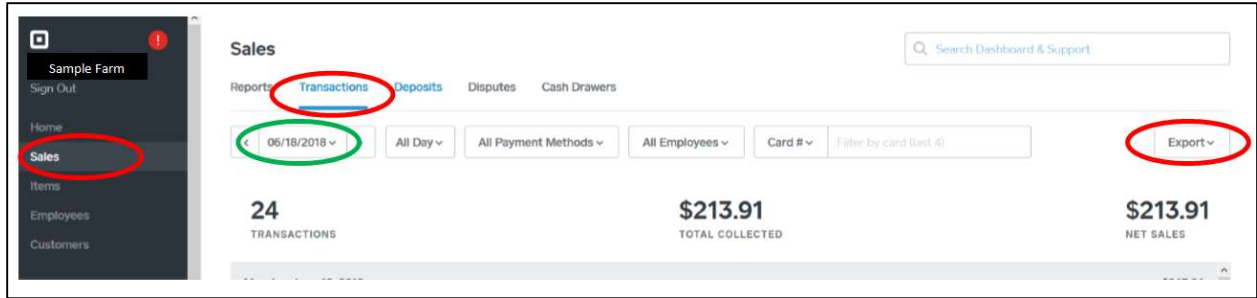 !
Sample Farm
Sign Out
Home
Sales
Items
Employees
Customers
Sales
Search Dashboard & Support
Reports Transactions Deposits Disputes Cash Drawers
06/18/2018 All Day All Payment Methods All Employees Card # Filter by card (last 4) Export
24 $213.91 $213.91
TRANSACTIONS TOTAL COLLECTED NET SALES